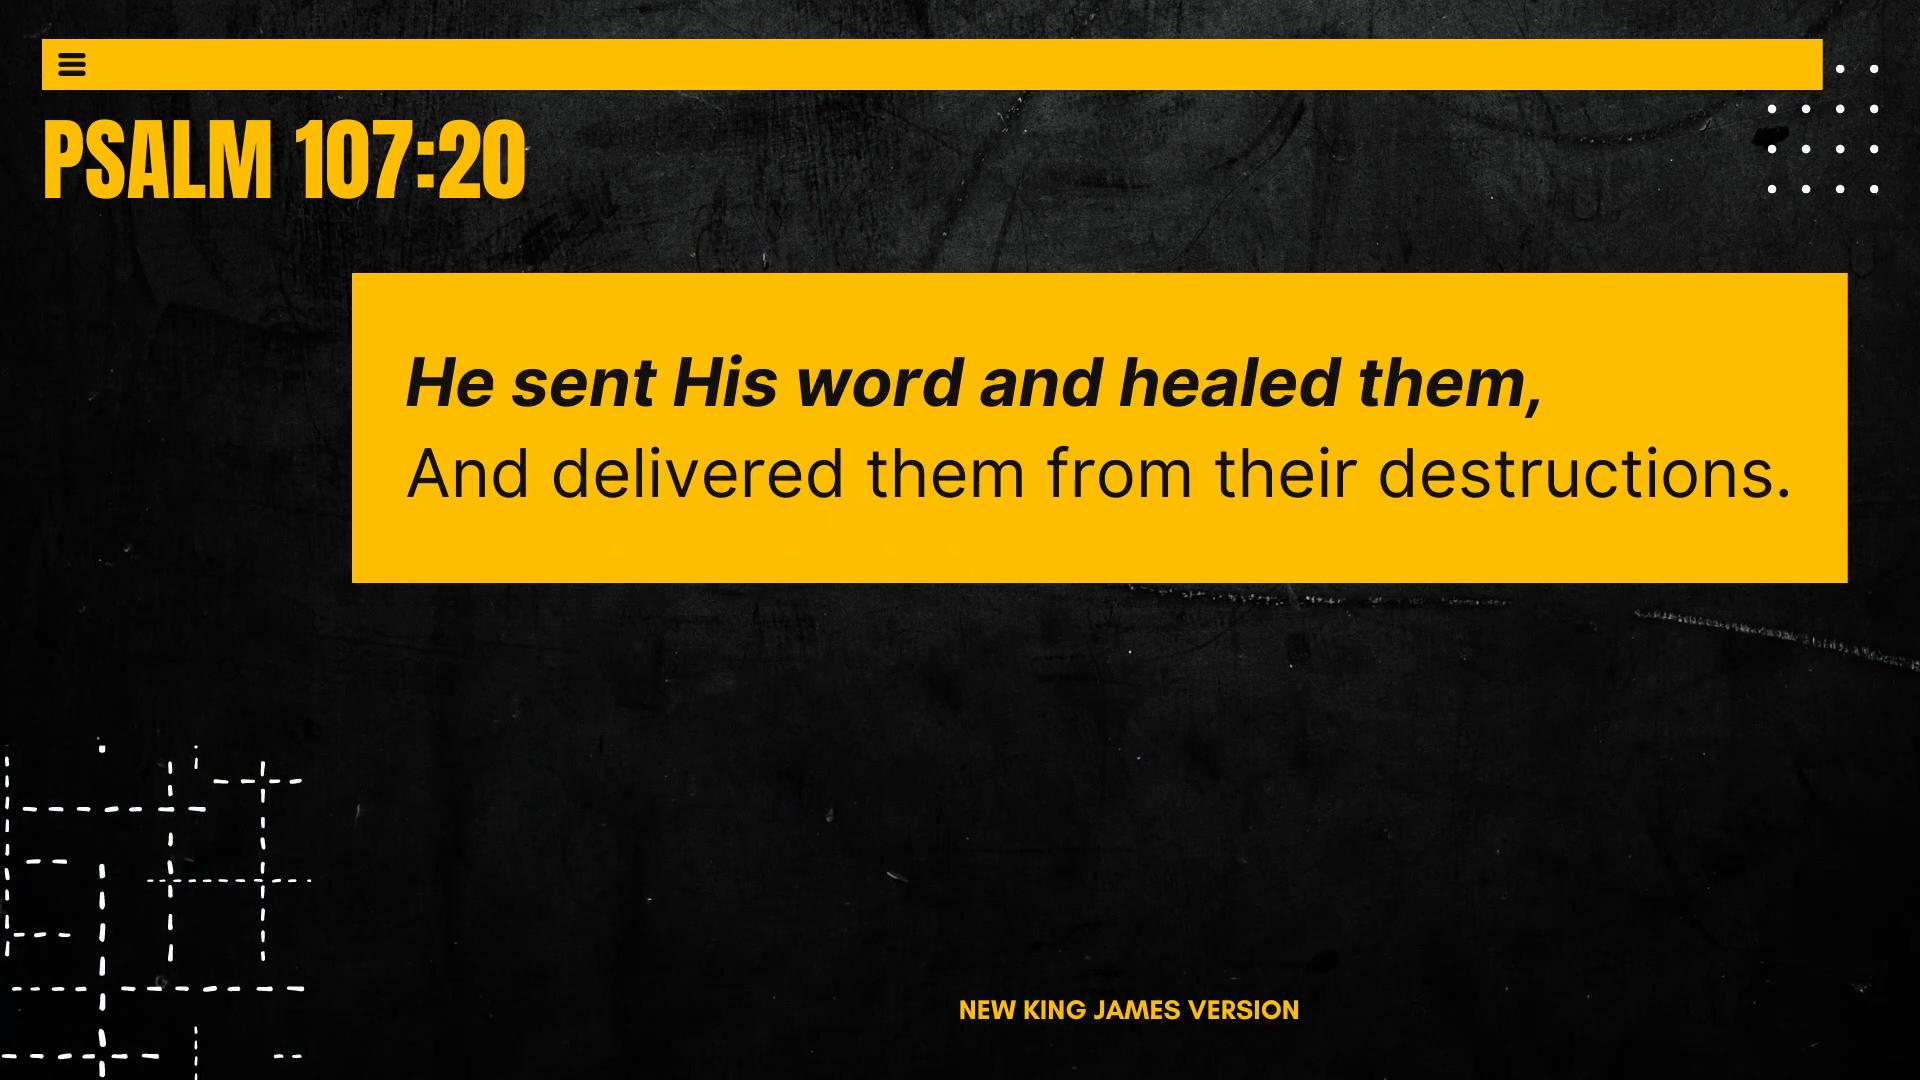 PSALM 107:20
He sent His word and healed them,
And delivered them from their destructions.
NEW KING JAMES VERSION